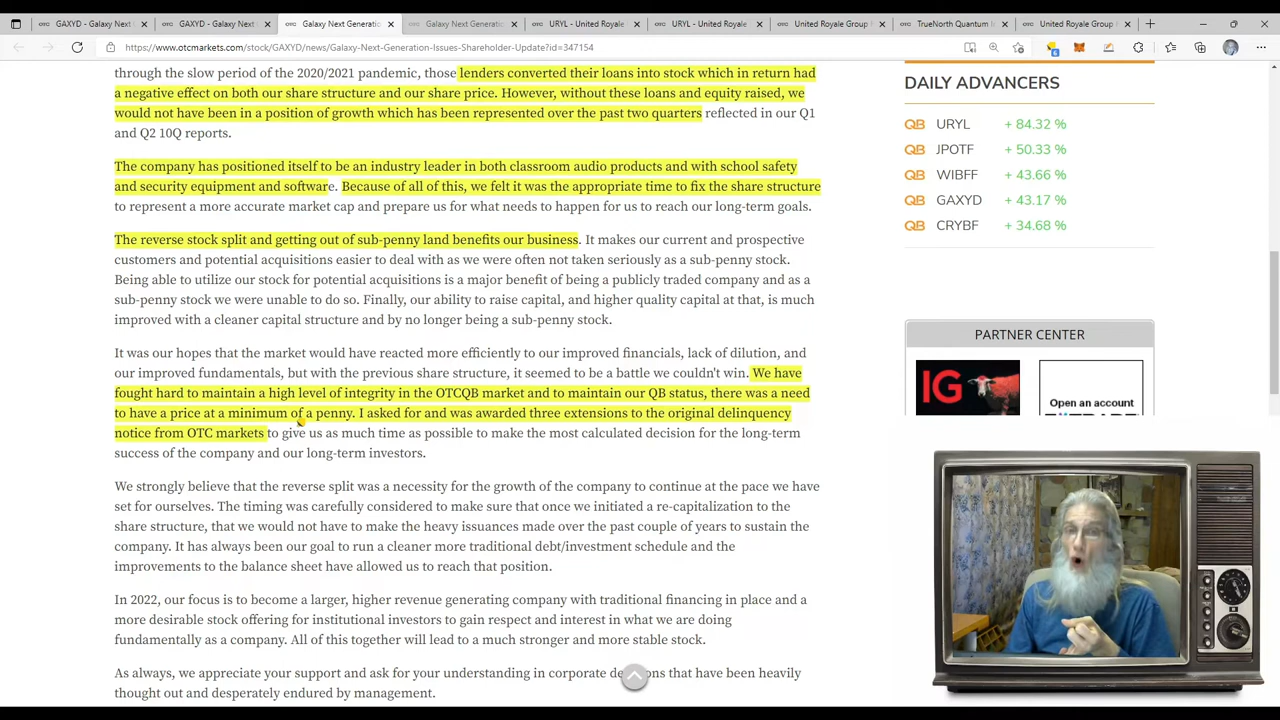 GAXYD - Galaxy Next
GAXYD - Galaxy Next
Galaxy Next Generatio
Galaxy Next Generation
URYL - United Royale
URYL - United Royale
United Royale Group
TrueNorth Quantum I
United Royale Group
https://www.otcmarkets.com/stock/GAXYD/news/Galaxy-Next-Generation-Issues-Shareholder-Update?id=347154
through the slow period of the 2020/2021 pandemic, those lenders converted their loans into stock which in return had
a negative effect on both our share structure and our share price. However, without these loans and equity raised, we
would not have been in a position of growth which has been represented over the past two quarters reflected in our Q1
and Q2 10Q reports.
The company has positioned itself to be an industry leader in both classroom audio products and with school safety
and security equipment and software. Because of all of this, we felt it was the appropriate time to fix the share structure
to represent a more accurate market cap and prepare us for what needs to happen for us to reach our long-term goals.
The reverse stock split and getting out of sub-penny land benefits our business. It makes our current and prospective
customers and potential acquisitions easier to deal with as we were often not taken seriously as a sub-penny stock.
Being able to utilize our stock for potential acquisitions is a major benefit of being a publicly traded company and as a
sub-penny stock we were unable to do so. Finally, our ability to raise capital, and higher quality capital at that, is much
improved with a cleaner capital structure and by no longer being a sub-penny stock.
It was our hopes that the market would have reacted more efficiently to our improved financials, lack of dilution, and
our improved fundamentals, but with the previous share structure, it seemed to be a battle we couldn't win. We have
fought hard to maintain a high level of integrity in the OTCQB market and to maintain our QB status, there was a need
to have a price at a minimum of a penny. I asked for and was awarded three extensions to the original delinquency
notice from OTC markets to give us as much time as possible to make the most calculated decision for the long-term
success of the company and our long-term investors.
We strongly believe that the reverse split was a necessity for the growth of the company to continue at the pace we have
set for ourselves. The timing was carefully considered to make sure that once we initiated a re-capitalization to the
share structure, that we would not have to make the heavy issuances made over the past couple of years to sustain the
company. It has always been our goal to run a cleaner more traditional debt/investment schedule and the
improvements to the balance sheet have allowed us to reach that position.
In 2022, our focus is to become a larger, higher revenue generating company with traditional financing in place and a
more desirable stock offering for institutional investors to gain respect and interest in what we are doing
fundamentally as a company. All of this together will lead to a much stronger and more stable stock.
As always, we appreciate your support and ask for your understanding in corporate that have been heavily
thought out and desperately endured by management.
DAILY ADVANCERS
QB URYL + 84.32 %
QB JPOTF + 50.33 %
QB WIBFF + 43.66 %
QB GAXYD + 43.17 %
QB CRYBF + 34.68 %
PARTNER CENTER
IG
Open an account